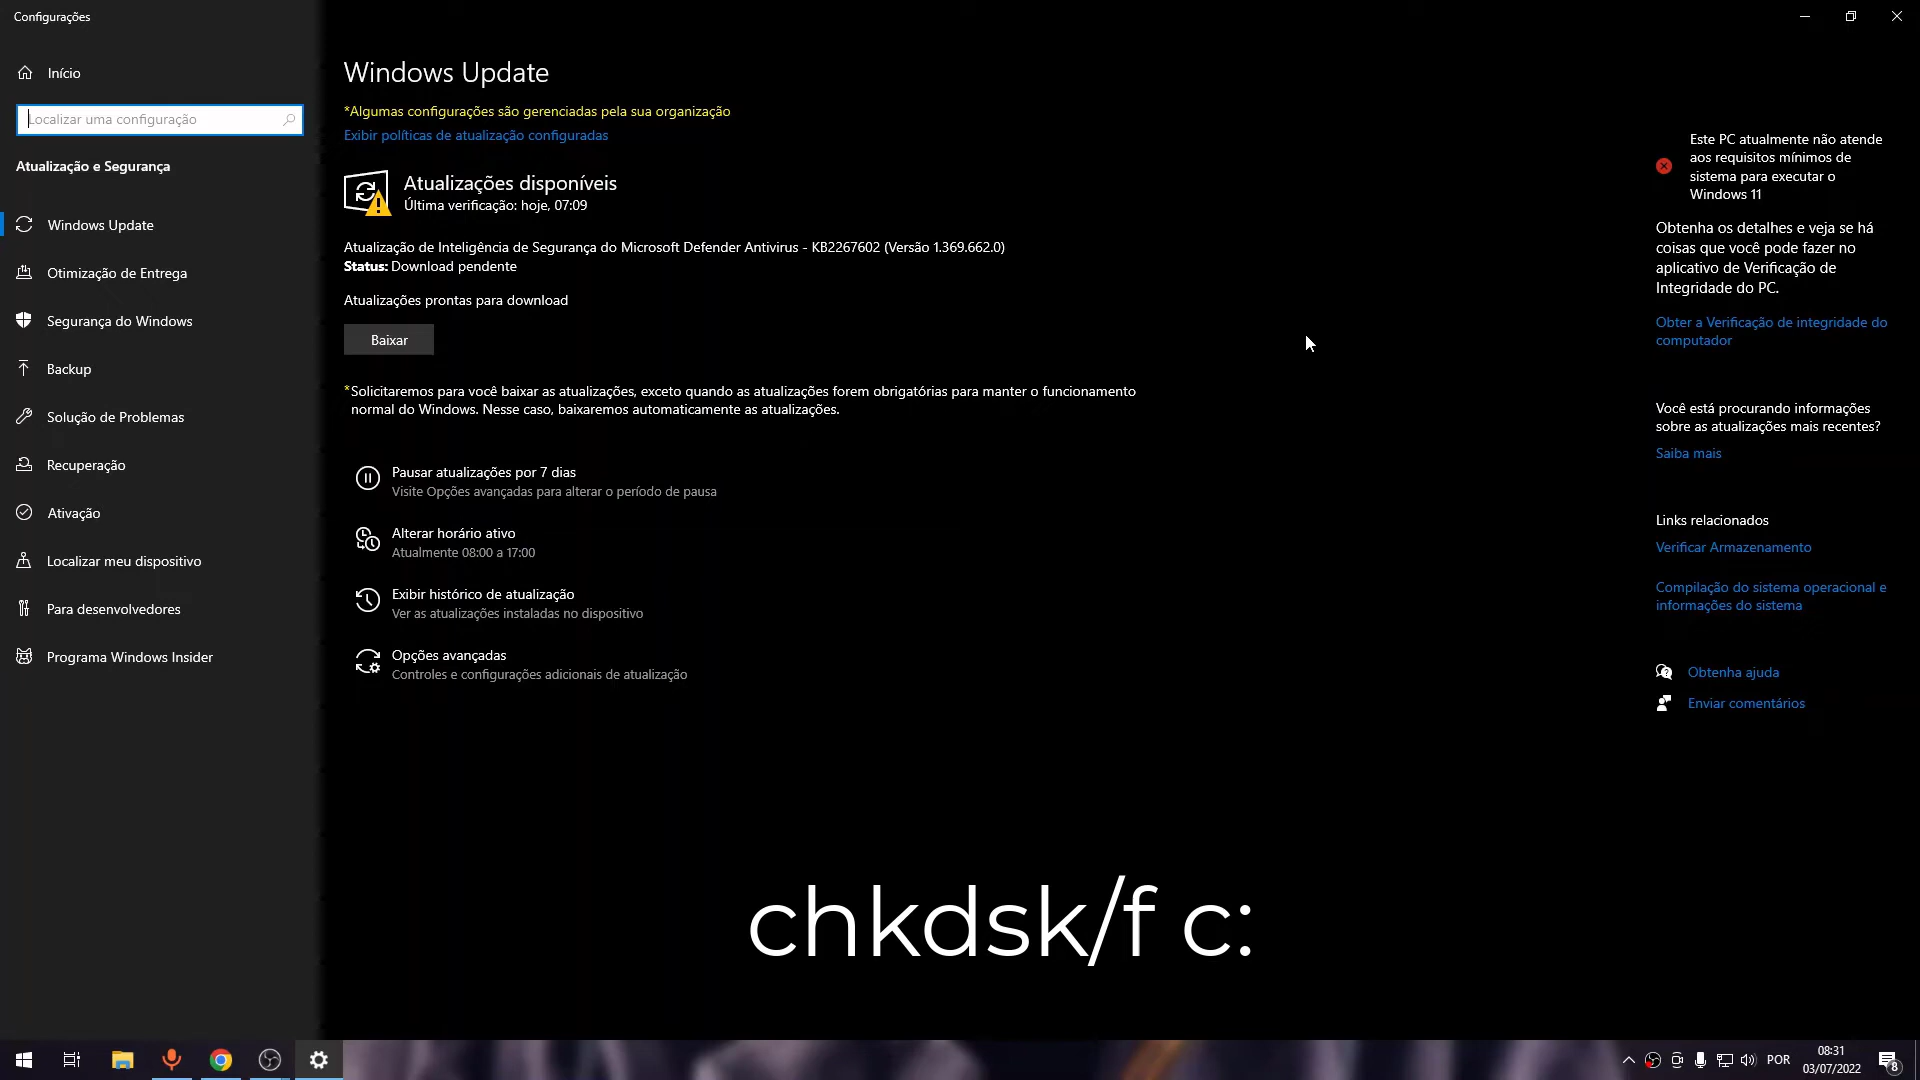 Configurações
Início
Localizar uma configuração
Atualização e Segurança
Windows Update
Otimização de Entrega
Segurança do Windows
Backup
Solução de Problemas
Recuperação
Ativação
Localizar meu dispositivo
Para desenvolvedores
Programa Windows Insider
Windows Update
*Algumas configurações são gerenciadas pela sua organização
Exibir políticas de atualização configuradas
Atualizações disponíveis
Última verificação: hoje, 07:09
Atualização de Inteligência de Segurança do Microsoft Defender Antivirus - KB2267602 (Versão 1.369.662.0)
Status: Download pendente
Atualizações prontas para download
Baixar
*Solicitaremos para você baixar as atualizações, exceto quando as atualizações forem obrigatórias para manter o funcionamento
normal do Windows. Nesse caso, baixaremos automaticamente as atualizações.
Pausar atualizações por 7 dias
Visite Opções avançadas para alterar o período de pausa
Alterar horário ativo
Atualmente 08:00 a 17:00
Exibir histórico de atualização
Ver as atualizações instaladas no dispositivo
Opções avançadas
Controles e configurações adicionais de atualização
Este PC atualmente não atende
aos requisitos mínimos de
sistema para executar o
Windows 11
Obtenha os detalhes e veja se há
coisas que você pode fazer no
aplicativo de Verificação de
Integridade do PC.
Obter a Verificação de integridade do
computador
Você está procurando informações
sobre as atualizações mais recentes?
Saiba mais
Links relacionados
Verificar Armazenamento
Compilação do sistema operacional e
informações do sistema
Obtenha ajuda
Enviar comentários
chkdsk/f c:
POR
08:31
03/07/2022
8